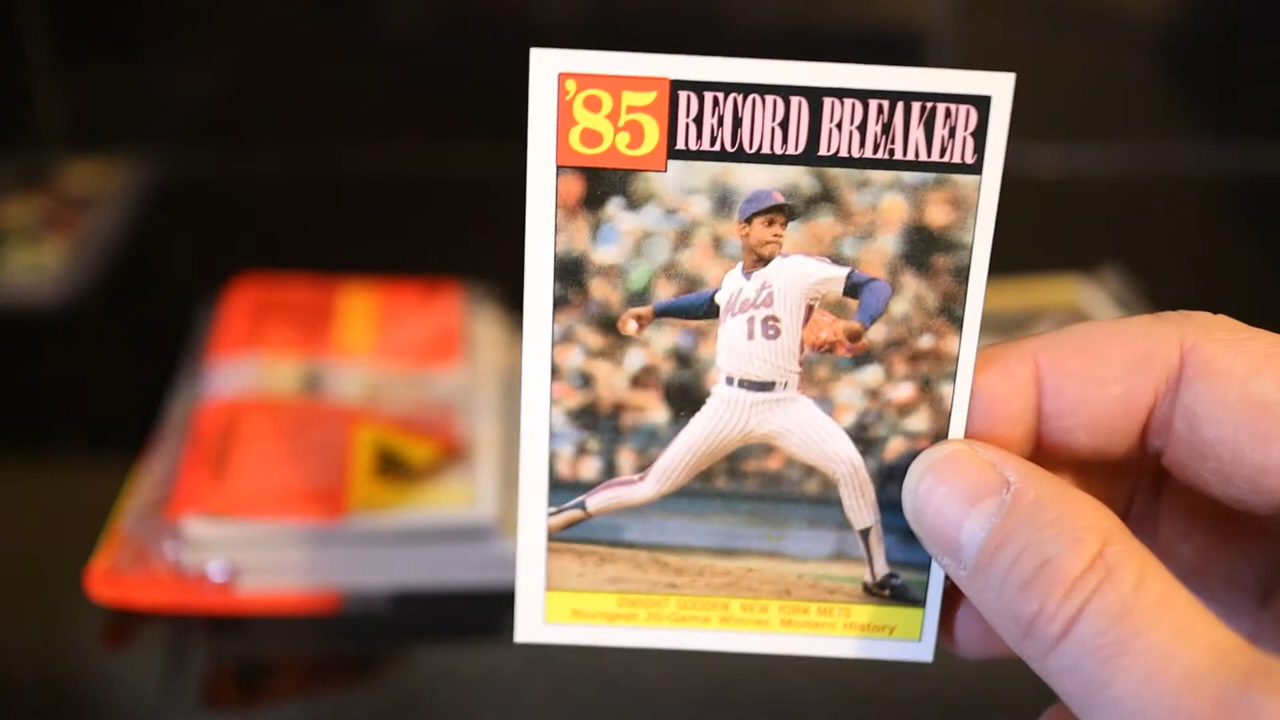 '85 RECORD BREAKER
Mets
16
DWIGHT GOODEN, NEW YORK METS
Youngest 20-Game Winner, Modern History